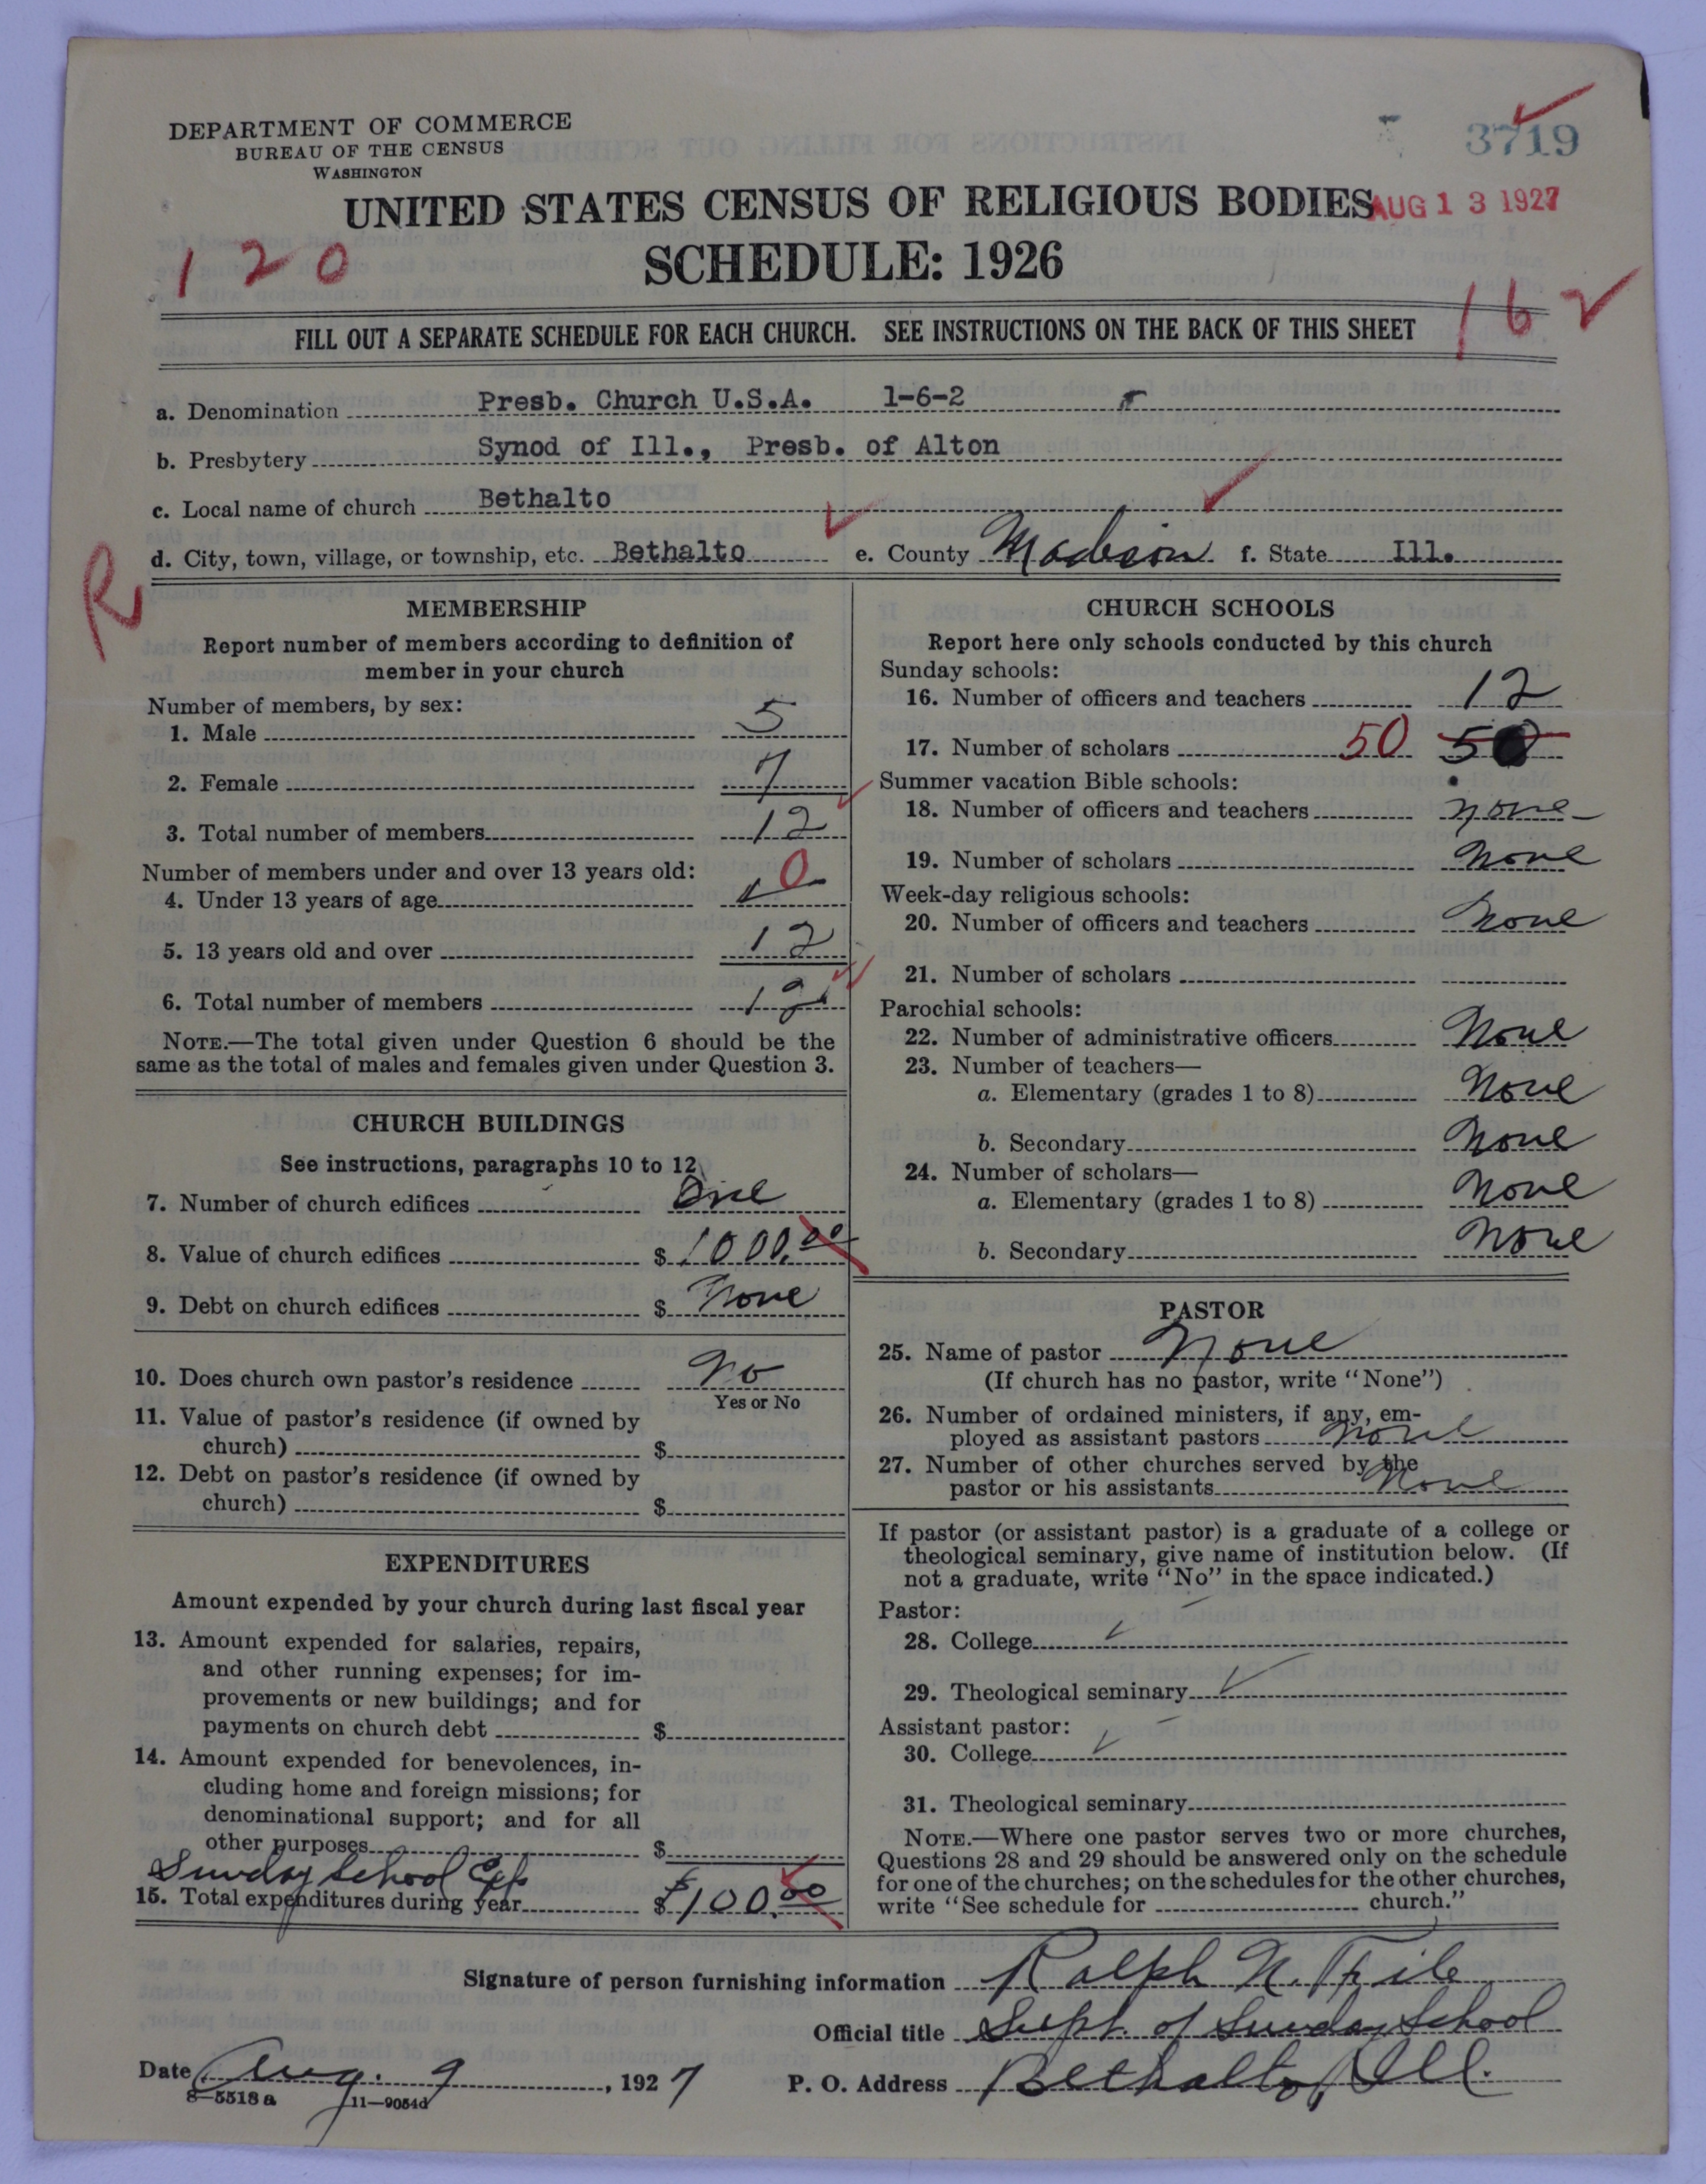 DEPARTMENT OF COMMERCE
BUREAU OF THE CENSUS
WASHINGTON
3719
UNITED STATES CENSUS OF RELIGIOUS BODIES
AUG 13 1927
SCHEDULE: 1926
120
162
FILL OUT A SEPARATE SCHEDULE FOR EACH CHURCH. SEE INSTRUCTIONS ON THE BACK OF THIS SHEET
a. Denomination Presb. Church U.S.A. 1-6-2
b. Presbytery Synod of Ill., Presb. of Alton
c. Local name of church Bethalto
d. City, town, village, or township, etc. Bethalto e. County Madison f. State Ill.
R
MEMBERSHIP
Report number of members according to definition of
member in your church
Number of members, by sex:
1. Male 5
2. Female 7
3. Total number of members 12
Number of members under and over 13 years old:
4. Under 13 years of age 0
5. 13 years old and over 12
6. Total number of members 12
NOTE.—The total given under Question 6 should be the
same as the total of males and females given under Question 3.
CHURCH BUILDINGS
See instructions, paragraphs 10 to 12
7. Number of church edifices One
8. Value of church edifices $ 1000.00
9. Debt on church edifices $ None
10. Does church own pastor's residence No
Yes or No
11. Value of pastor's residence (if owned by
church) $
12. Debt on pastor's residence (if owned by
church) $
EXPENDITURES
Amount expended by your church during last fiscal year
13. Amount expended for salaries, repairs,
and other running expenses; for im-
provements or new buildings; and for
payments on church debt $
14. Amount expended for benevolences, in-
cluding home and foreign missions; for
denominational support; and for all
other purposes $
Sunday School Exp
15. Total expenditures during year $ $100.00
CHURCH SCHOOLS
Report here only schools conducted by this church
Sunday schools:
16. Number of officers and teachers 12
17. Number of scholars 50 50
Summer vacation Bible schools:
18. Number of officers and teachers none
19. Number of scholars none
Week-day religious schools:
20. Number of officers and teachers none
21. Number of scholars
Parochial schools:
22. Number of administrative officers None
23. Number of teachers—
a. Elementary (grades 1 to 8) None
b. Secondary None
24. Number of scholars—
a. Elementary (grades 1 to 8) None
b. Secondary None
PASTOR
25. Name of pastor None
(If church has no pastor, write "None")
26. Number of ordained ministers, if any, em-
ployed as assistant pastors None
27. Number of other churches served by the
pastor or his assistants None
If pastor (or assistant pastor) is a graduate of a college or
theological seminary, give name of institution below. (If
not a graduate, write "No" in the space indicated.)
Pastor:
28. College
29. Theological seminary
Assistant pastor:
30. College
31. Theological seminary
NOTE.—Where one pastor serves two or more churches,
Questions 28 and 29 should be answered only on the schedule
for one of the churches; on the schedules for the other churches,
write "See schedule for church."
Signature of person furnishing information Ralph N.
Official title Supt. of Sunday School
Date Aug. 9, 1927 P. O. Address Bethalto, Ill.
8—5518 a 11—9054d